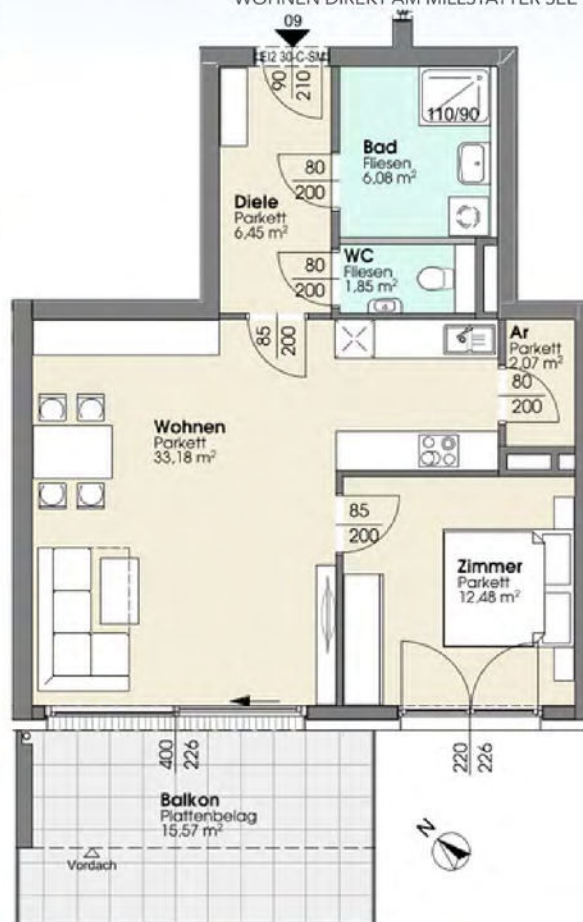 WOHNEN DIREKT AM MILLSTÄTTER SEE
W
09
EI2 30-C-SM
90
210
110/90
Bad
Fliesen
6,08 m²
80
200
Diele
Parkett
6,45 m²
WC
Fliesen
1,85 m²
80
200
85
200
Ar
Parkett
2,07 m²
80
200
Wohnen
Parkett
33,18 m²
85
200
Zimmer
Parkett
12,48 m²
400
226
220
226
Balkon
Plattenbelag
15,57 m²
Vordach
N